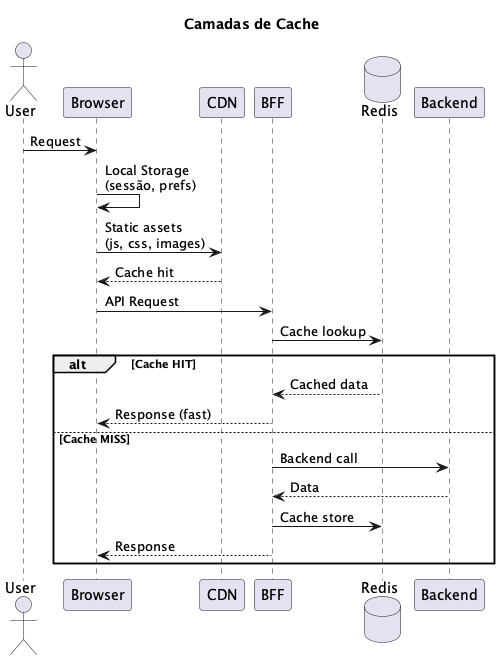 Camadas de Cache
User
Browser
CDN
BFF
Redis
Backend
Request
Local Storage
(sessão, prefs)
Static assets
(js, css, images)
Cache hit
API Request
Cache lookup
alt
[Cache HIT]
Cached data
Response (fast)
[Cache MISS]
Backend call
Data
Cache store
Response
User
Browser
CDN
BFF
Redis
Backend